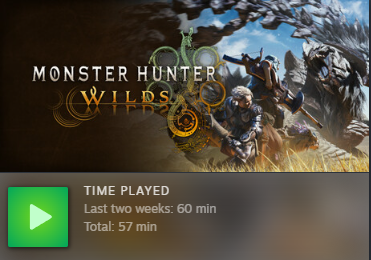 MONSTER HUNTER
WILDS
TIME PLAYED
Last two weeks: 60 min
Total: 57 min